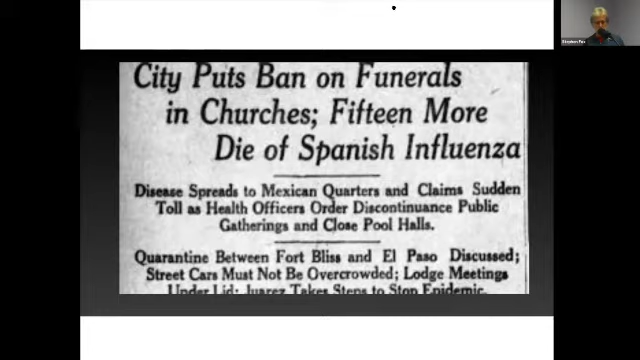 City Puts Ban on Funerals
in Churches; Fifteen More
Die of Spanish Influenza
Disease Spreads to Mexican Quarters and Claims Sudden
Toll as Health Officers Order Discontinuance Public
Gatherings and Close Pool Halls.
Quarantine Between Fort Bliss and El Paso Discussed;
Street Cars Must Not Be Overcrowded; Lodge Meetings
Under Lid; Juarez Takes Steps to Stop Epidemic.
Stephen Fox